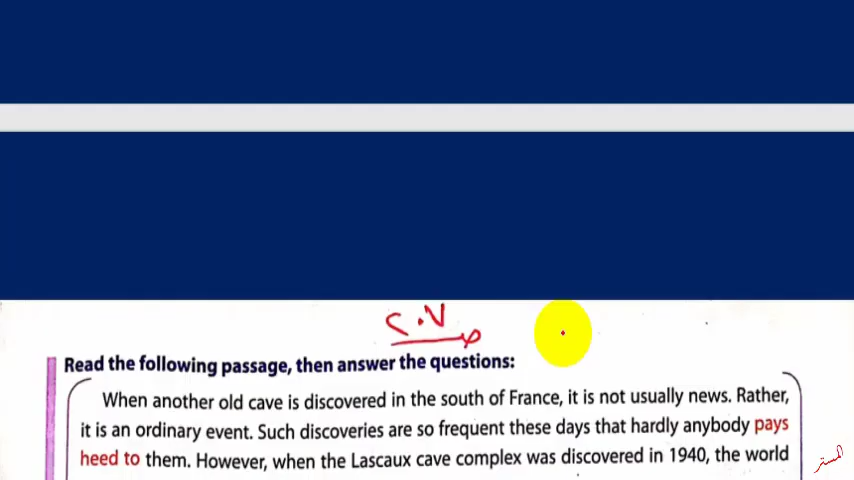 Read the following passage, then answer the questions:
When another old cave is discovered in the south of France, it is not usually news. Rather,
it is an ordinary event. Such discoveries are so frequent these days that hardly anybody pays
heed to them. However, when the Lascaux cave complex was discovered in 1940, the world